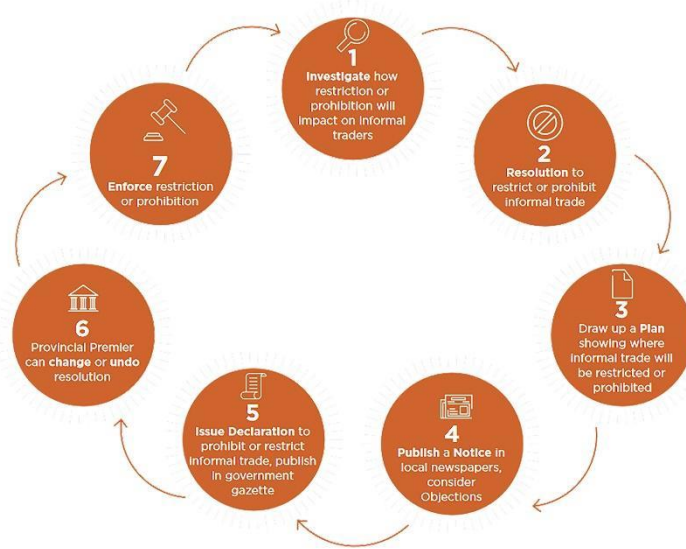 1
Investigate how
restriction or
prohibition will
impact on informal
traders
2
Resolution to
restrict or prohibit
informal trade
3
Draw up a Plan
showing where
informal trade will
be restricted or
prohibited
4
Publish a Notice in
local newspapers,
consider
Objections
5
Issue Declaration to
prohibit or restrict
informal trade, publish
in government
gazette
6
Provincial Premier
can change or undo
resolution
7
Enforce restriction
or prohibition